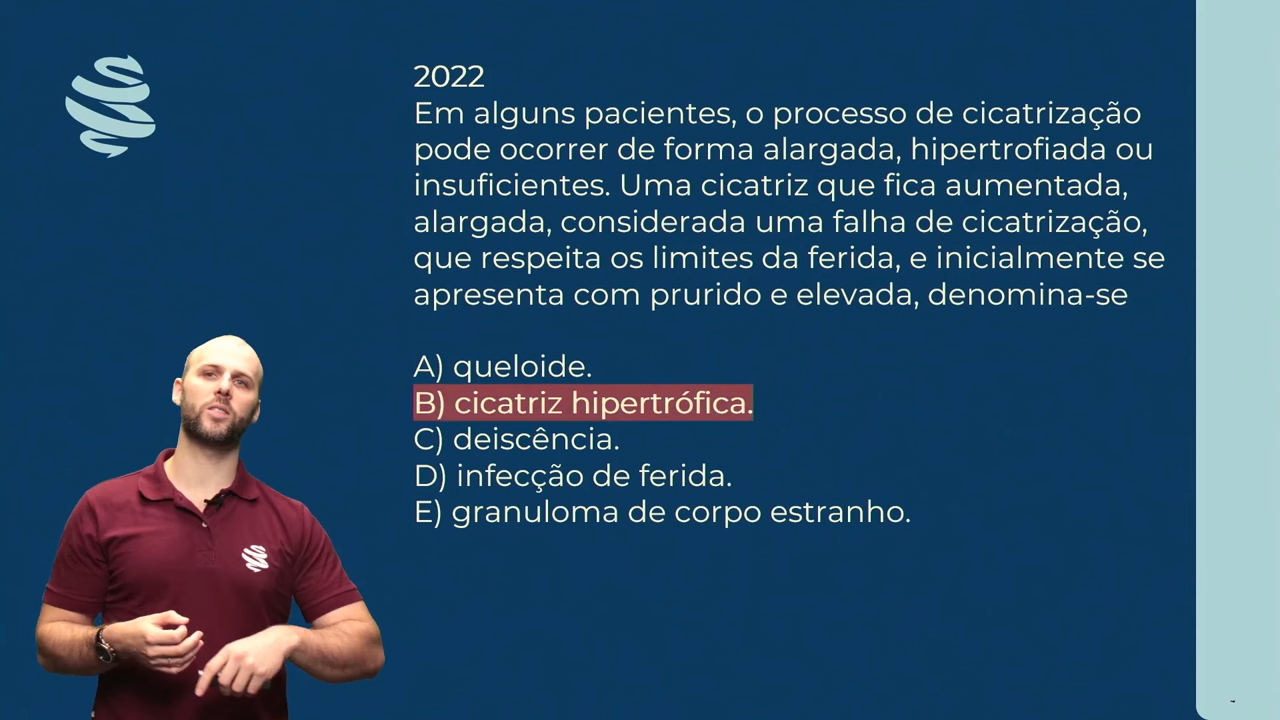 2022
Em alguns pacientes, o processo de cicatrização
pode ocorrer de forma alargada, hipertrofiada ou
insuficientes. Uma cicatriz que fica aumentada,
alargada, considerada uma falha de cicatrização,
que respeita os limites da ferida, e inicialmente se
apresenta com prurido e elevada, denomina-se
A) queloide.
B) cicatriz hipertrófica.
C) deiscência.
D) infecção de ferida.
E) granuloma de corpo estranho.